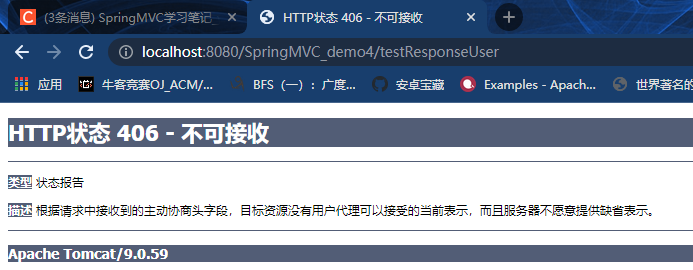 (3条消息) SpringMVC学习笔记_
HTTP状态 406 - 不可接收
localhost:8080/SpringMVC_demo4/testResponseUser
应用
牛客竞赛OJ_ACM/...
BFS（一）：广度...
安卓宝藏
Examples - Apach...
世界著名的
HTTP状态 406 - 不可接收
类型 状态报告
描述 根据请求中接收到的主动协商头字段，目标资源没有用户代理可以接受的当前表示，而且服务器不愿意提供缺省表示。
Apache Tomcat/9.0.59